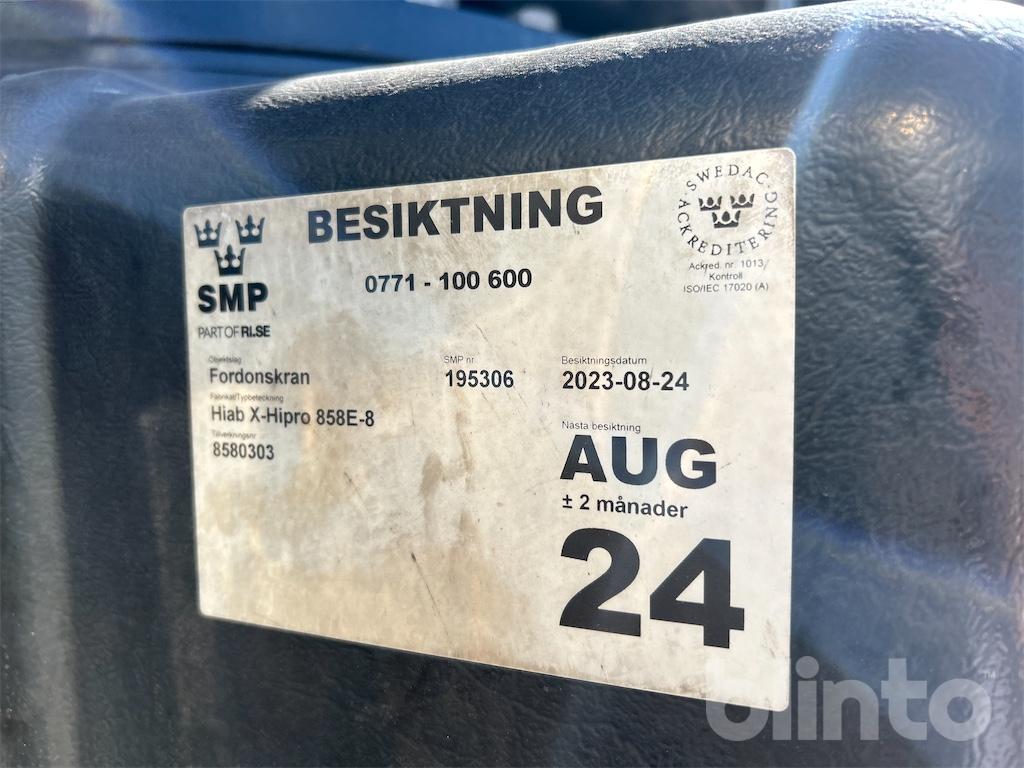 BESIKTNING
0771 - 100 600
SMP
PART OF RI.SE
SWEDAC ACKREDITERING
Ackred. nr. 1013
Kontroll
ISO/IEC 17020 (A)
Objektslag
Fordonskran
Fabrikat/Typbeteckning
Hiab X-Hipro 858E-8
Tillverkningsnr
8580303
SMP nr
195306
Besiktningsdatum
2023-08-24
Nästa besiktning
AUG
± 2 månader
24
blinto™